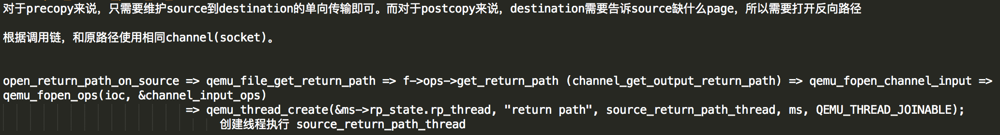 对于precopy来说，只需要维护source到destination的单向传输即可。而对于postcopy来说，destination需要告诉source缺什么page，所以需要打开反向路径
根据调用链，和原路径使用相同channel(socket)。
open_return_path_on_source => qemu_file_get_return_path => f->ops->get_return_path (channel_get_output_return_path) => qemu_fopen_channel_input =>
qemu_fopen_ops(ioc, &channel_input_ops)
=> qemu_thread_create(&ms->rp_state.rp_thread, "return path", source_return_path_thread, ms, QEMU_THREAD_JOINABLE);
创建线程执行 source_return_path_thread